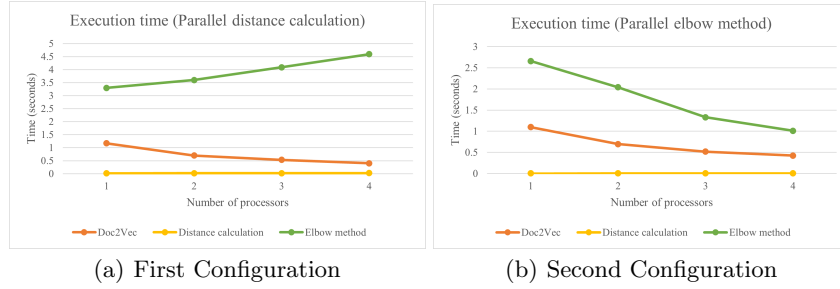 Execution time (Parallel distance calculation)
5
4.5
4
3.5
3
2.5
2
1.5
1
0.5
0
Time (seconds)
1 2 3 4
Number of processors
Doc2Vec Distance calculation Elbow method
(a) First Configuration
Execution time (Parallel elbow method)
3
2.5
2
1.5
1
0.5
0
Time (seconds)
1 2 3 4
Number of processors
Doc2Vec Distance calculation Elbow method
(b) Second Configuration